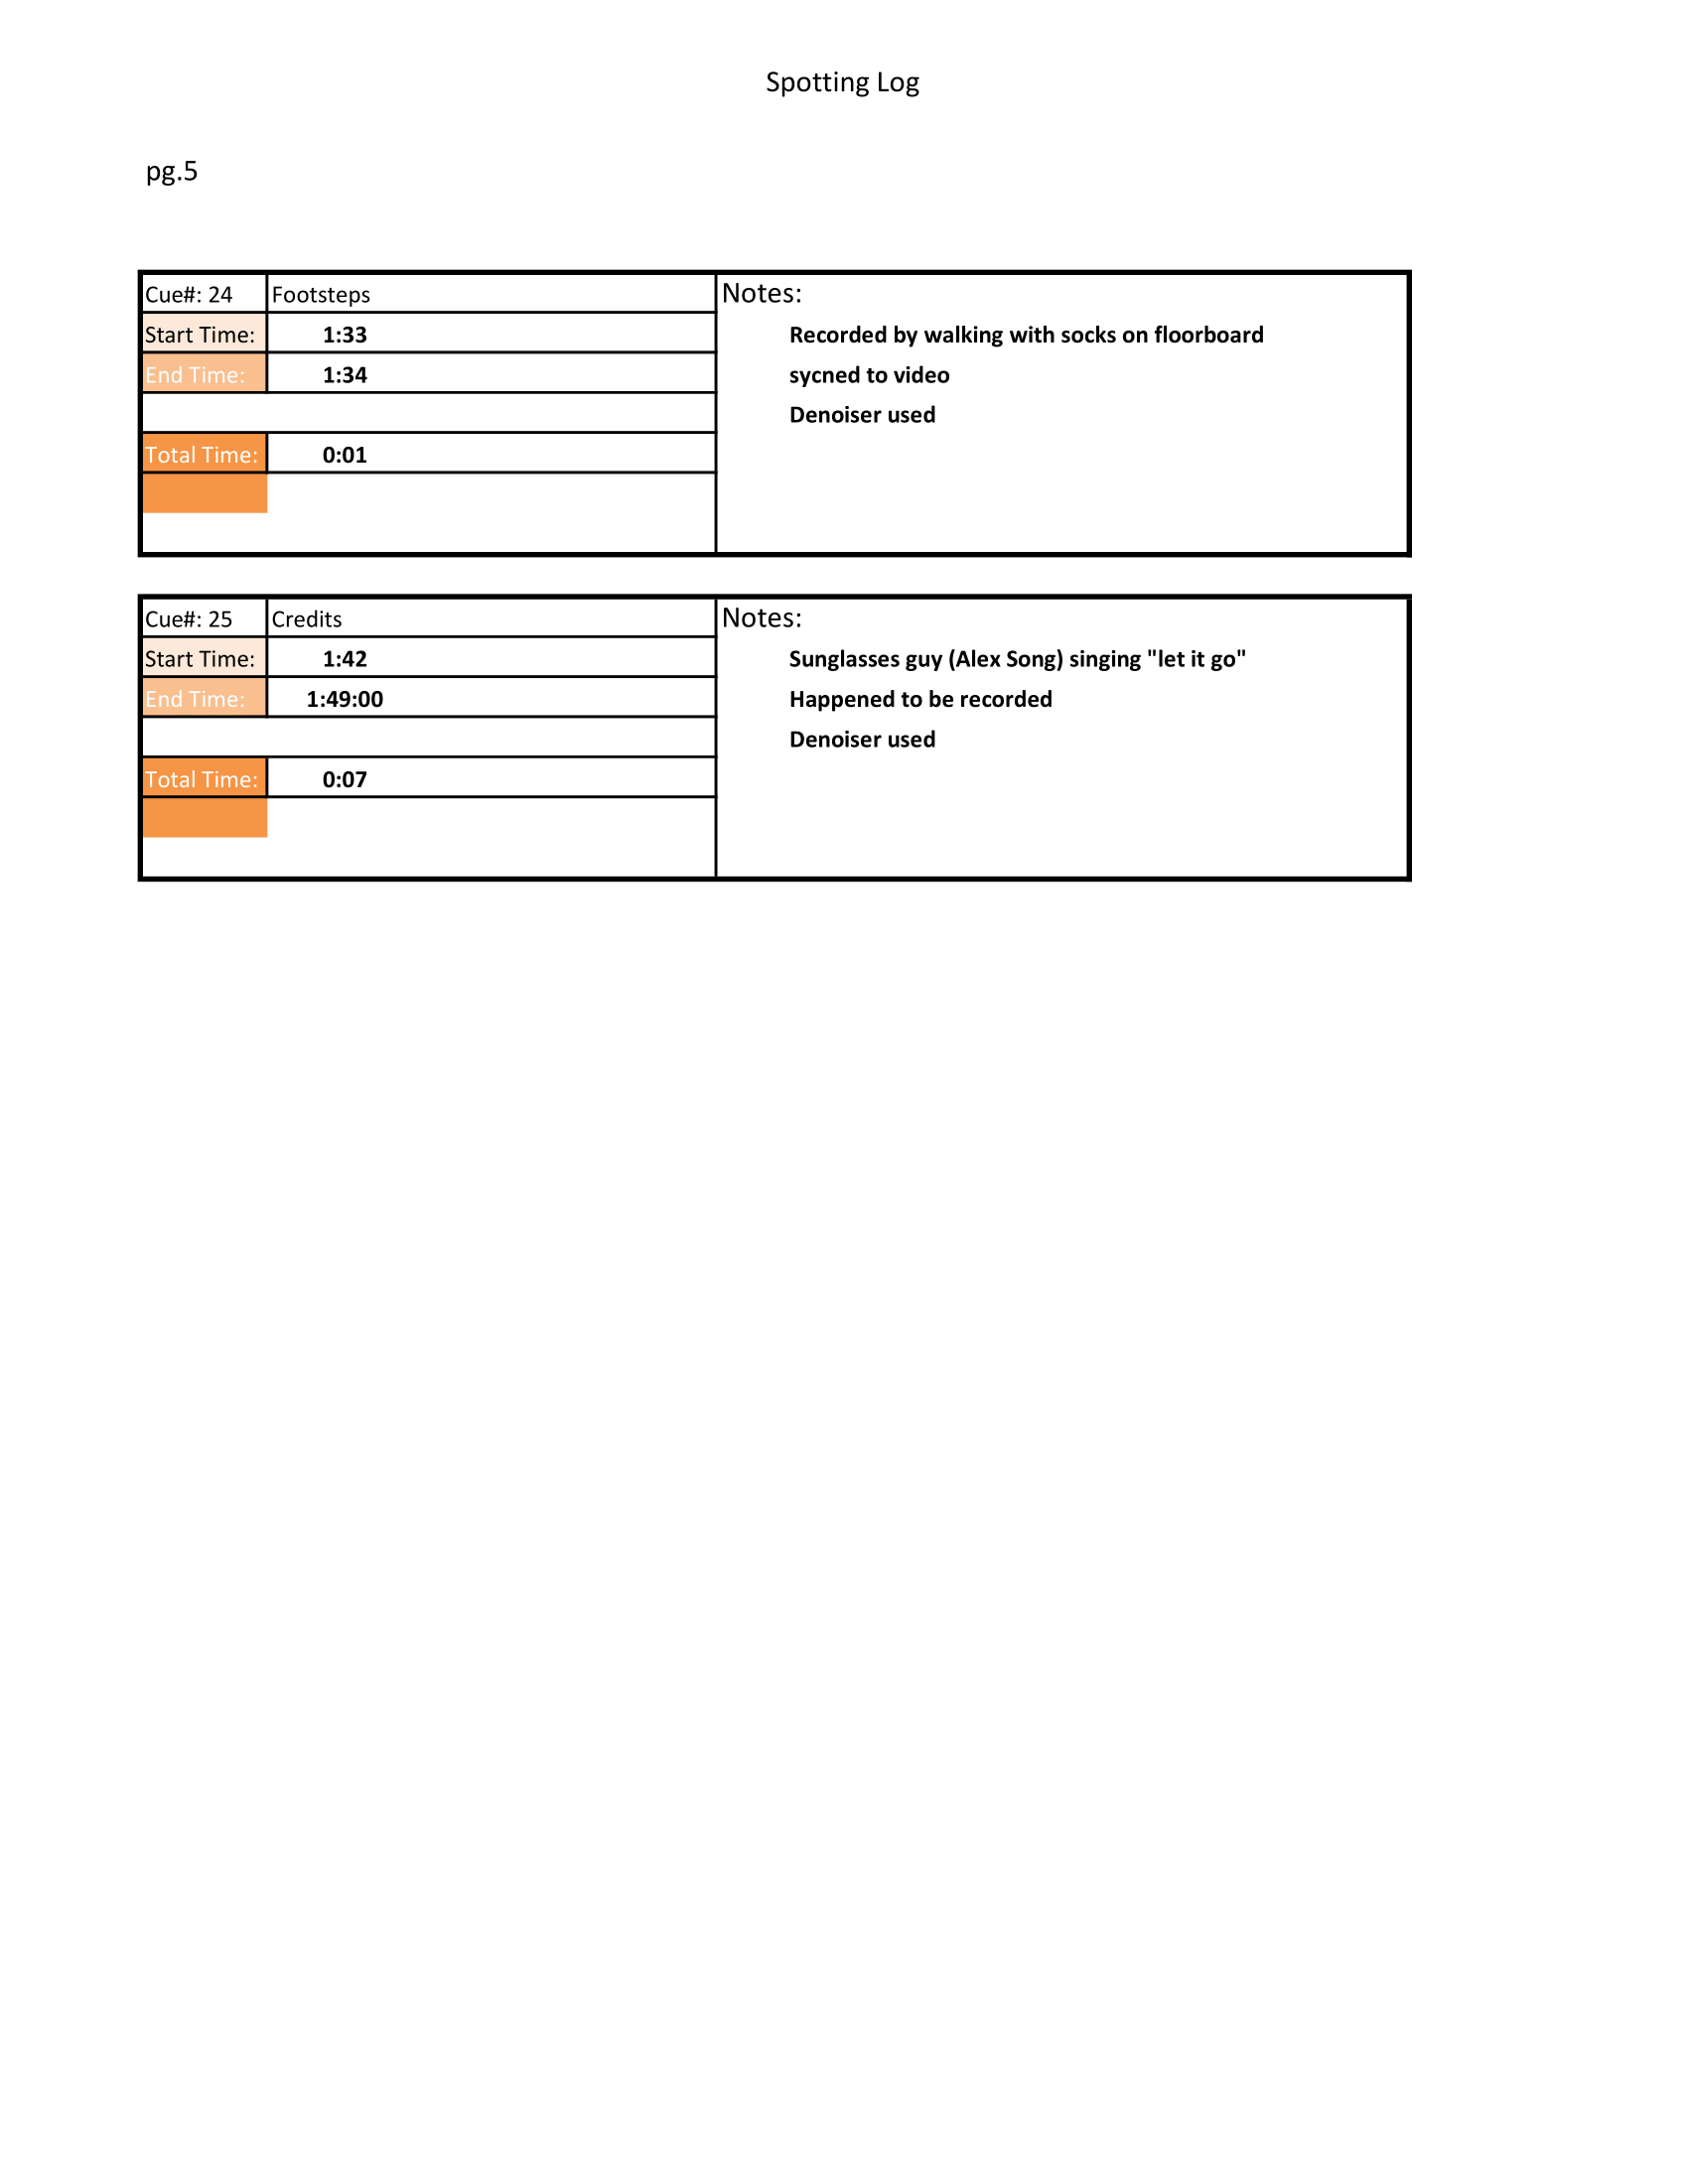 Spotting Log
pg.5
Cue#: 24 Footsteps Notes:
Start Time: 1:33 Recorded by walking with socks on floorboard
End Time: 1:34 sycned to video
Denoiser used
Total Time: 0:01
Cue#: 25 Credits Notes:
Start Time: 1:42 Sunglasses guy (Alex Song) singing "let it go"
End Time: 1:49:00 Happened to be recorded
Denoiser used
Total Time: 0:07